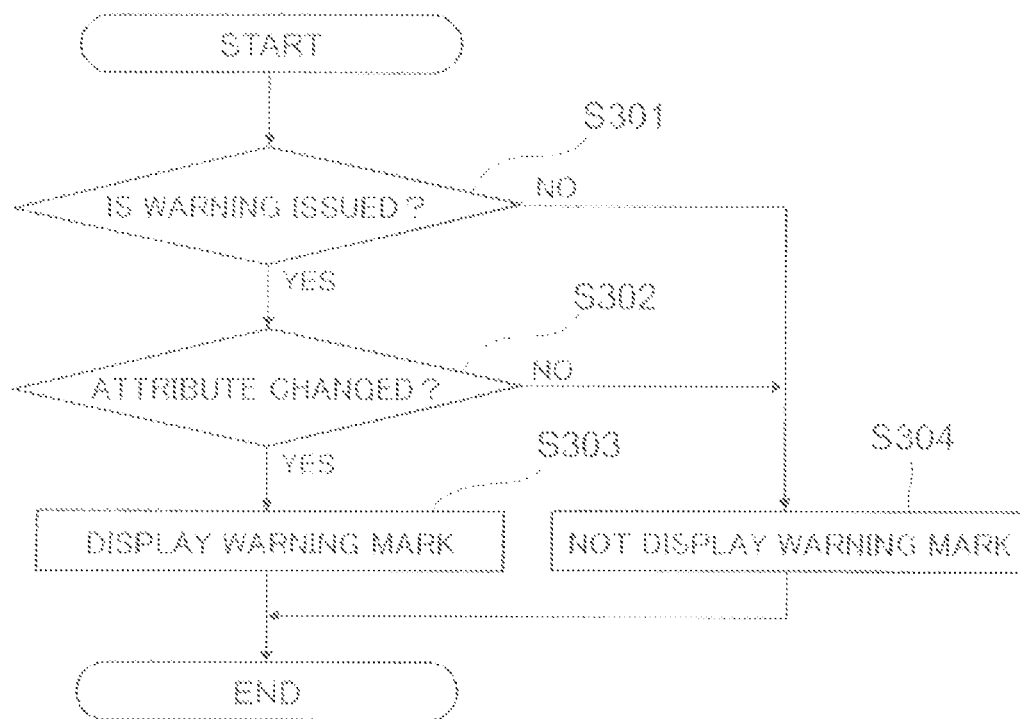 START
S301
IS WARNING ISSUED?
NO
YES
S302
ATTRIBUTE CHANGED?
NO
YES
S303
S304
DISPLAY WARNING MARK
NOT DISPLAY WARNING MARK
END